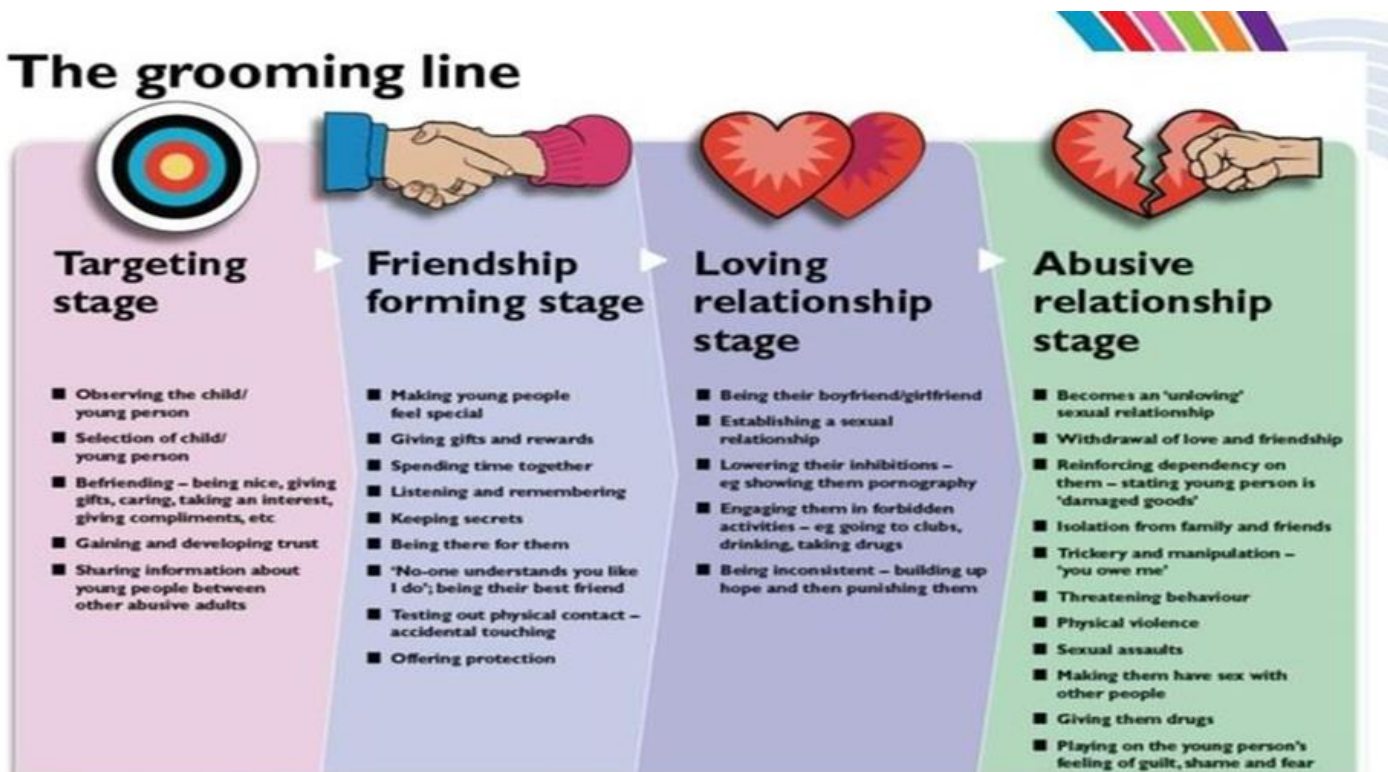 The grooming line
Targeting
stage
■ Observing the child/
young person
■ Selection of child/
young person
■ Befriending – being nice, giving
gifts, caring, taking an interest,
giving compliments, etc
■ Gaining and developing trust
■ Sharing information about
young people between
other abusive adults
Friendship
forming stage
■ Making young people
feel special
■ Giving gifts and rewards
■ Spending time together
■ Listening and remembering
■ Keeping secrets
■ Being there for them
■ 'No-one understands you like
I do'; being their best friend
■ Testing out physical contact –
accidental touching
■ Offering protection
Loving
relationship
stage
■ Being their boyfriend/girlfriend
■ Establishing a sexual
relationship
■ Lowering their inhibitions –
eg showing them pornography
■ Engaging them in forbidden
activities – eg going to clubs,
drinking, taking drugs
■ Being inconsistent – building up
hope and then punishing them
Abusive
relationship
stage
■ Becomes an 'unloving'
sexual relationship
■ Withdrawal of love and friendship
■ Reinforcing dependency on
them – stating young person is
'damaged goods'
■ Isolation from family and friends
■ Trickery and manipulation –
'you owe me'
■ Threatening behaviour
■ Physical violence
■ Sexual assaults
■ Making them have sex with
other people
■ Giving them drugs
■ Playing on the young person's
feeling of guilt, shame and fear